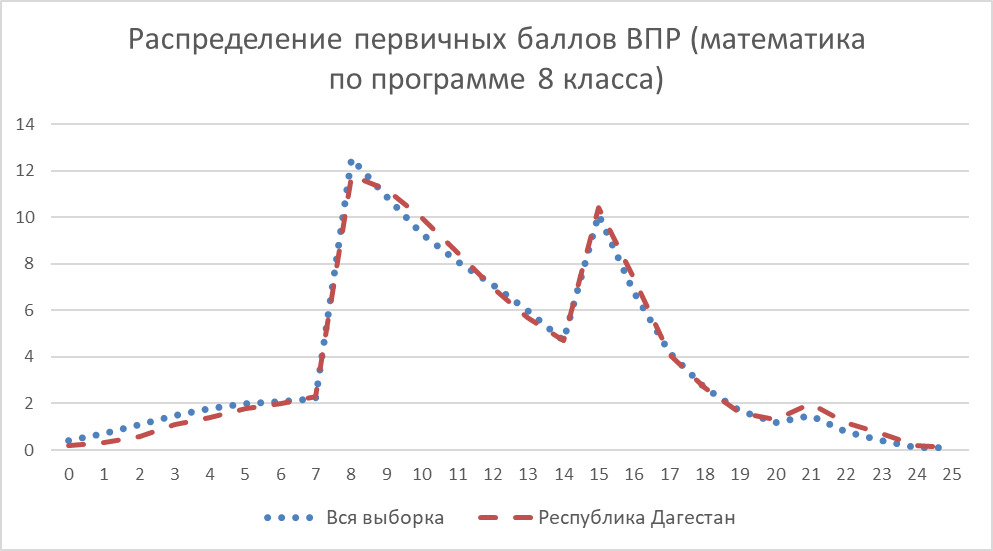 Распределение первичных баллов ВПР (математика
по программе 8 класса)
14
12
10
8
6
4
2
0
0 1 2 3 4 5 6 7 8 9 10 11 12 13 14 15 16 17 18 19 20 21 22 23 24 25
Вся выборка Республика Дагестан